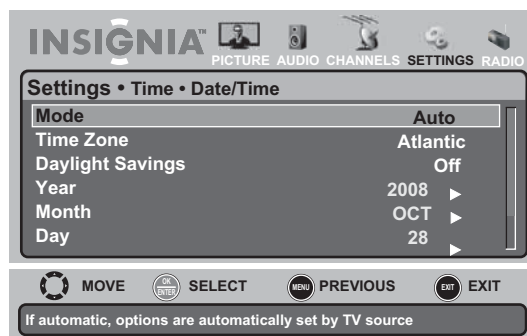 INSIGNIA™
PICTURE AUDIO CHANNELS SETTINGS RADIO
Settings • Time • Date/Time
Mode Auto
Time Zone Atlantic
Daylight Savings Off
Year 2008
Month OCT
Day 28
MOVE OK ENTER SELECT MENU PREVIOUS EXIT EXIT
If automatic, options are automatically set by TV source